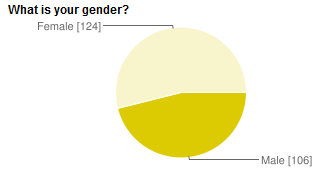 What is your gender?
Female [124]
Male [106]